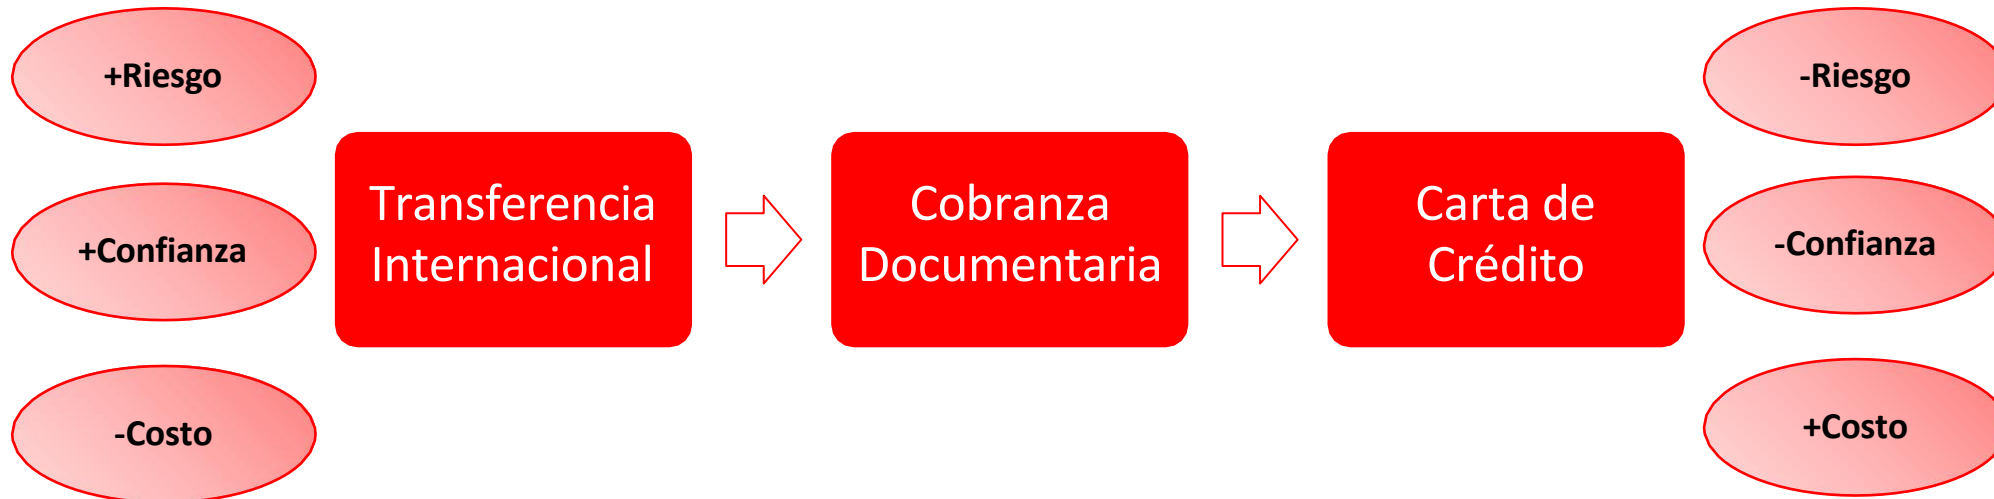 +Riesgo
+Confianza
-Costo
Transferencia
Internacional
Cobranza
Documentaria
Carta de
Crédito
-Riesgo
-Confianza
+Costo